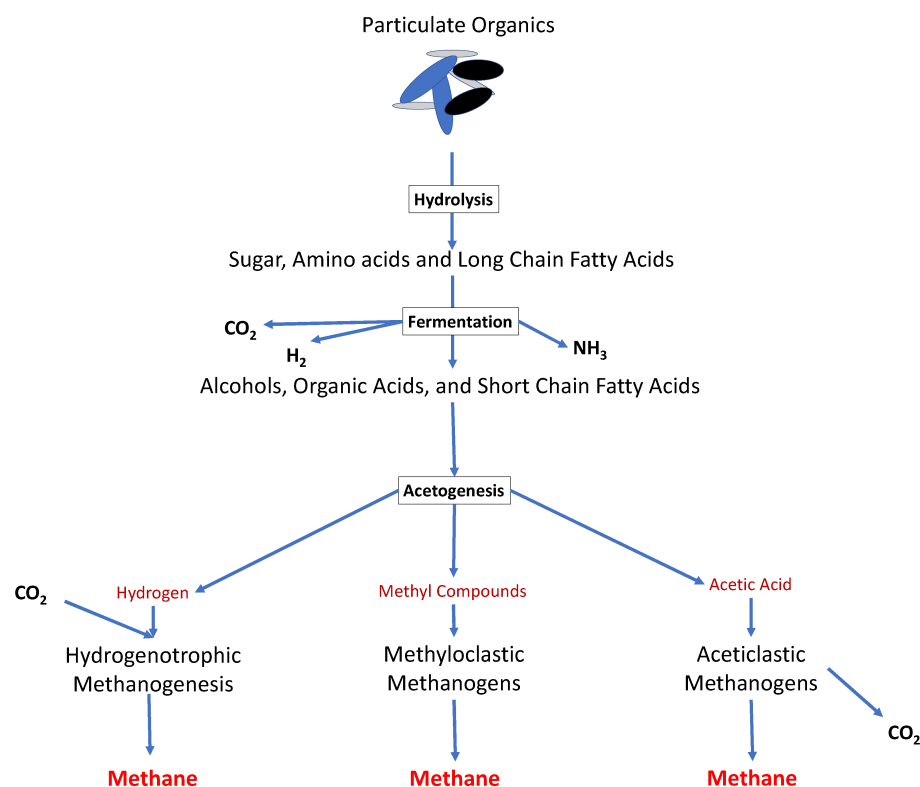 Particulate Organics
Hydrolysis
Sugar, Amino acids and Long Chain Fatty Acids
Fermentation
CO₂
H₂
NH₃
Alcohols, Organic Acids, and Short Chain Fatty Acids
Acetogenesis
CO₂
Hydrogen
Methyl Compounds
Acetic Acid
Hydrogenotrophic
Methanogenesis
Methyloclastic
Methanogens
Aceticlastic
Methanogens
CO₂
Methane
Methane
Methane